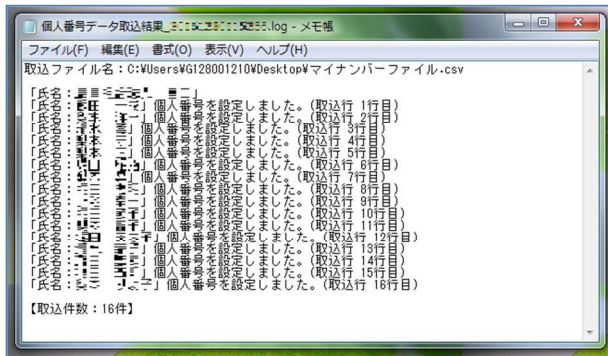 個人番号データ取込結果_.log - メモ帳
ファイル(F) 編集(E) 書式(O) 表示(V) ヘルプ(H)
取込ファイル名:C:¥Users¥G128001210¥Desktop¥マイナンバーファイル.csv
「氏名:」
「氏名:」個人番号を設定しました。(取込行 1行目)
「氏名:」個人番号を設定しました。(取込行 2行目)
「氏名:」個人番号を設定しました。(取込行 3行目)
「氏名:」個人番号を設定しました。(取込行 4行目)
「氏名:」個人番号を設定しました。(取込行 5行目)
「氏名:」個人番号を設定しました。(取込行 6行目)
「氏名:」個人番号を設定しました。(取込行 7行目)
「氏名:」個人番号を設定しました。(取込行 8行目)
「氏名:」個人番号を設定しました。(取込行 9行目)
「氏名:」個人番号を設定しました。(取込行 10行目)
「氏名:」個人番号を設定しました。(取込行 11行目)
「氏名:」個人番号を設定しました。(取込行 12行目)
「氏名:」個人番号を設定しました。(取込行 13行目)
「氏名:」個人番号を設定しました。(取込行 14行目)
「氏名:」個人番号を設定しました。(取込行 15行目)
「氏名:」個人番号を設定しました。(取込行 16行目)
【取込件数:16件】